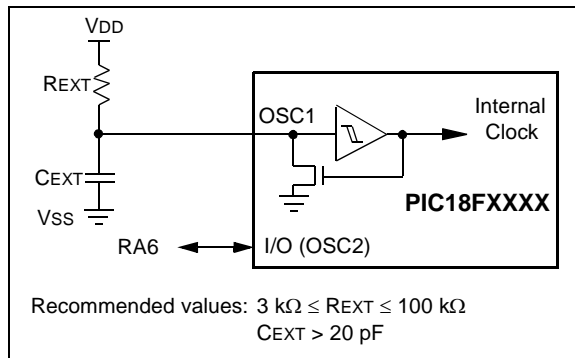 VDD
REXT
OSC1
Internal
Clock
CEXT
PIC18FXXXX
VSS
RA6
I/O (OSC2)
Recommended values: 3 kΩ ≤ REXT ≤ 100 kΩ
CEXT > 20 pF